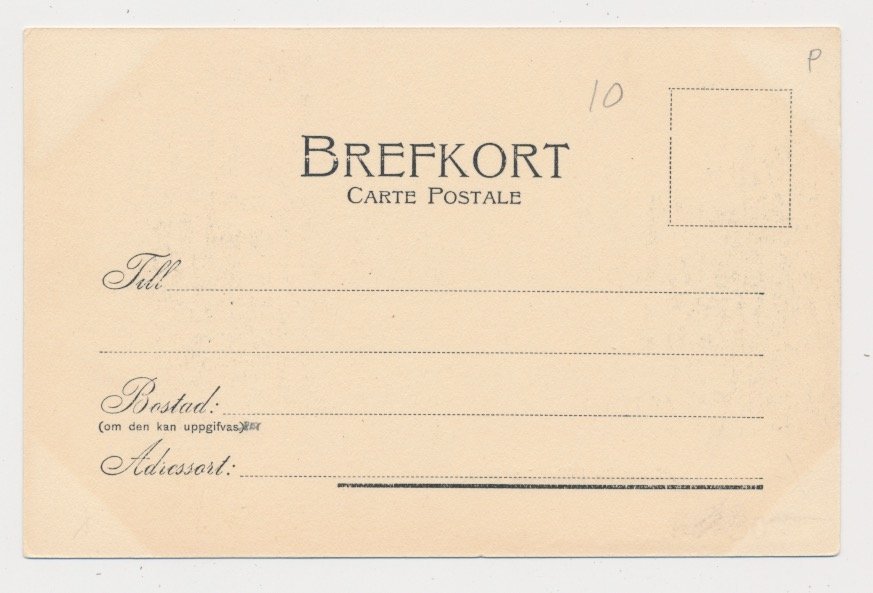 P
10
BREFKORT
CARTE POSTALE
Till
Bostad:
(om den kan uppgifvas)
Adressort: